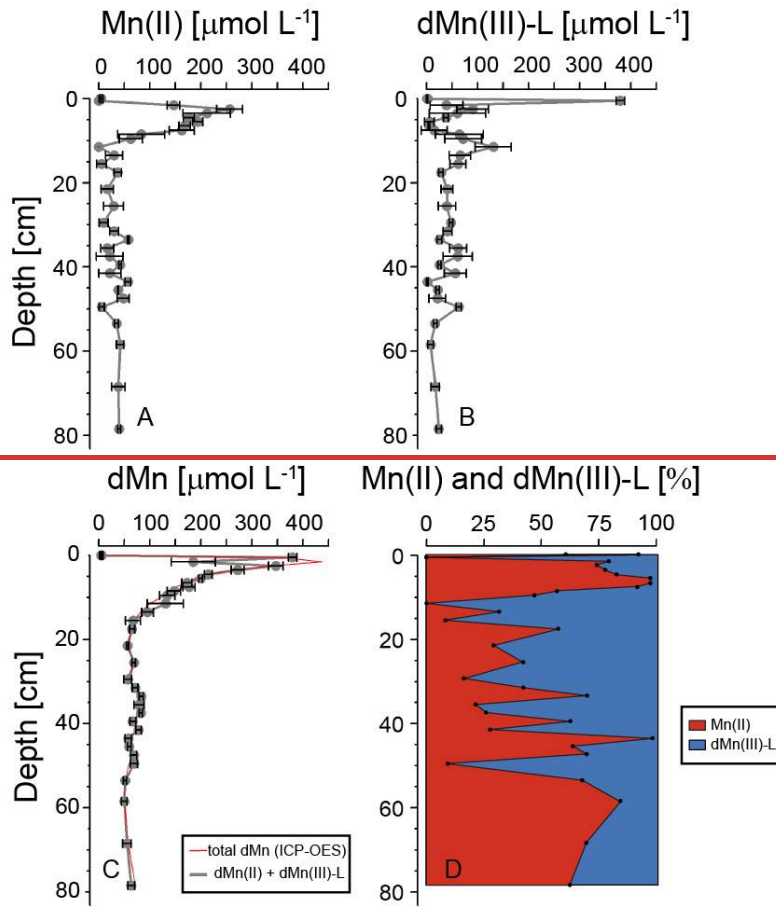 Mn(II) [μmol L⁻¹]
dMn(III)-L [μmol L⁻¹]
0 100 200 300 400
0 100 200 300 400
Depth [cm]
0
20
40
60
80
A
0
20
40
60
80
B
dMn [μmol L⁻¹]
Mn(II) and dMn(III)-L [%]
0 100 200 300 400
0 25 50 75 100
Depth [cm]
0
20
40
60
80
C
total dMn (ICP-OES)
dMn(II) + dMn(III)-L
0
20
40
60
80
D
Mn(II)
dMn(III)-L